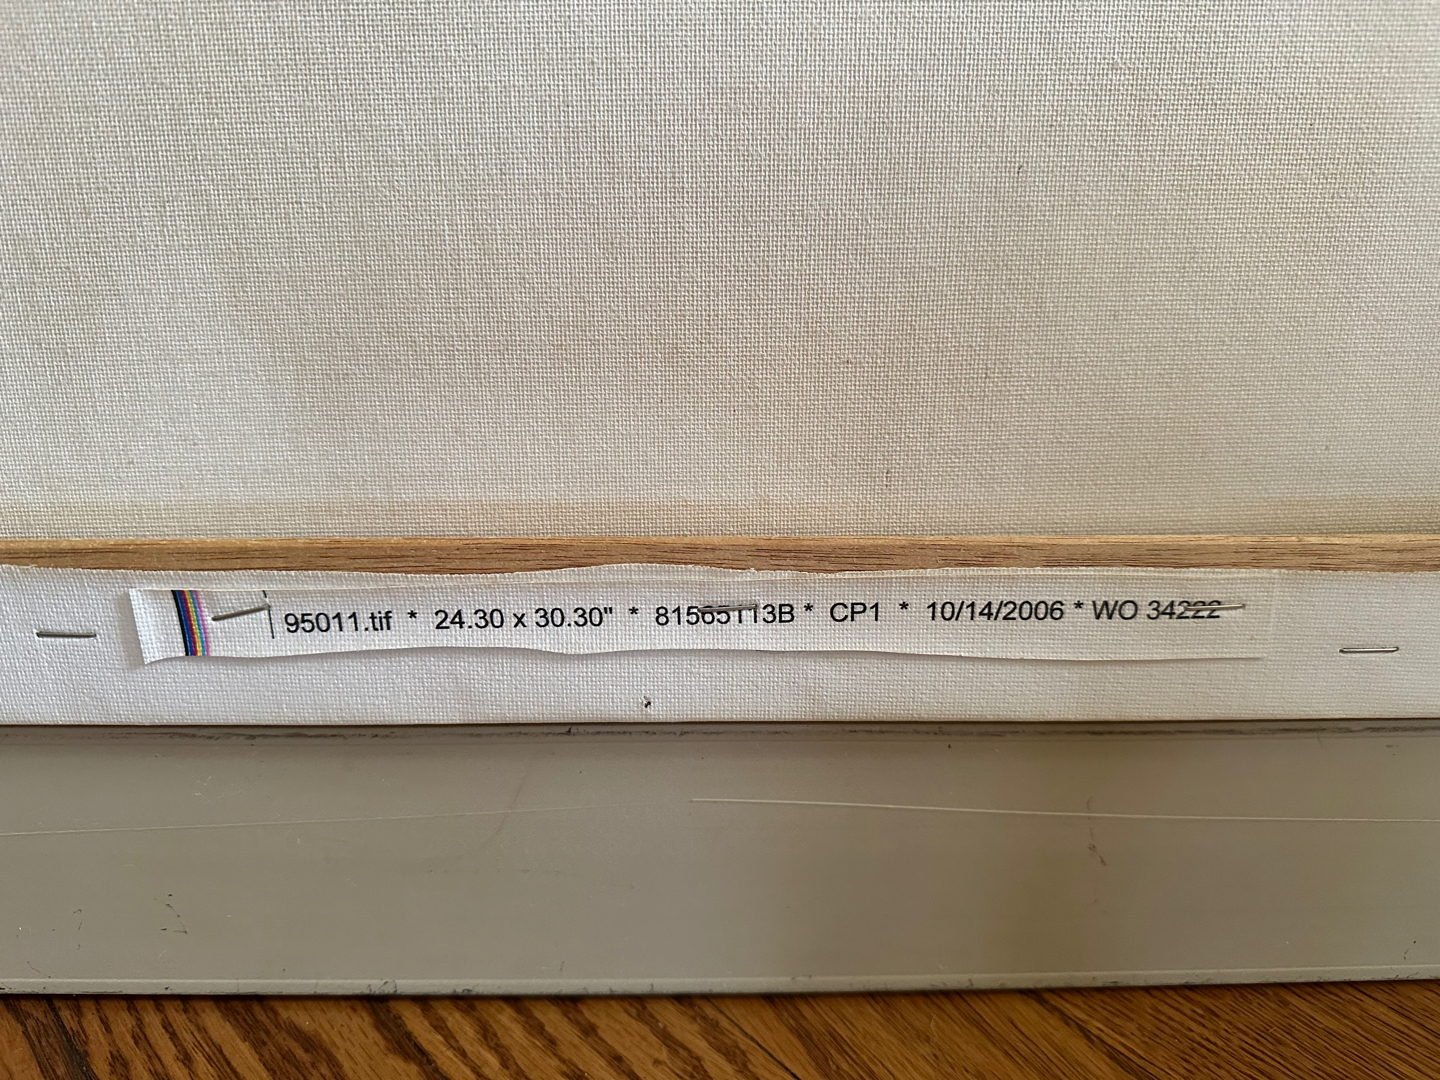 95011.tif * 24.30 x 30.30" * 81565113B * CP1 * 10/14/2006 * WO 34222